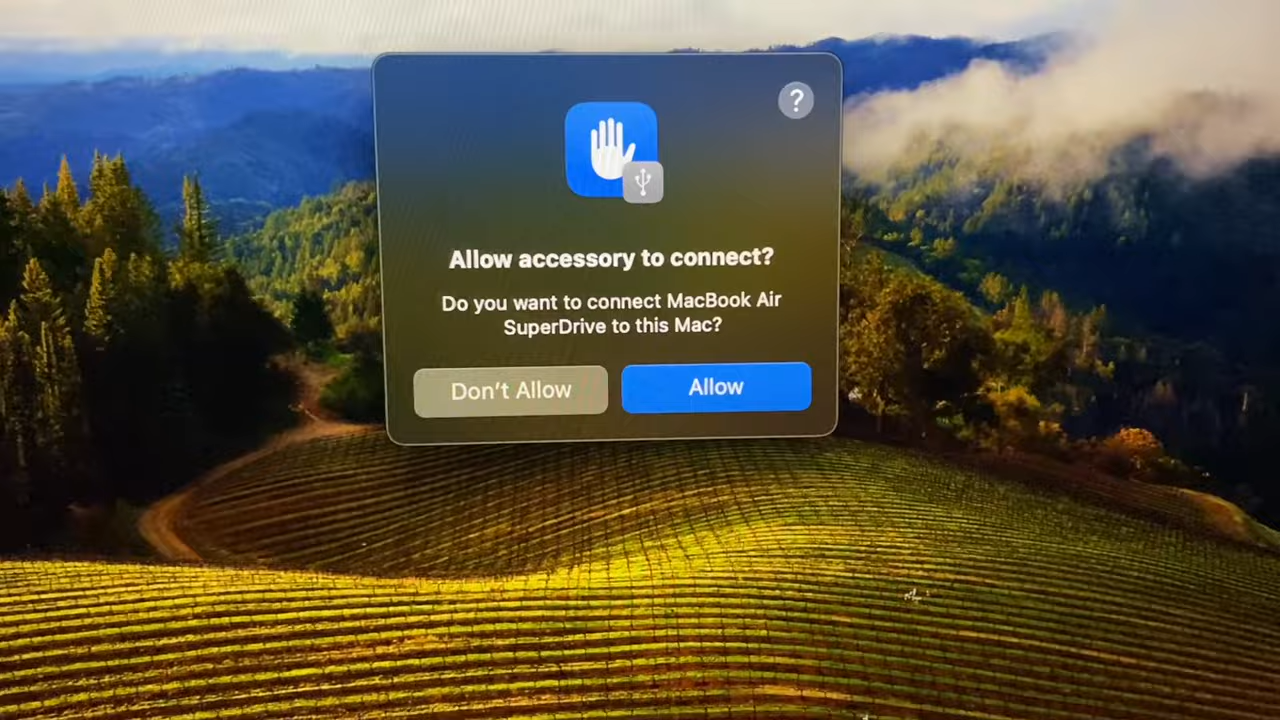 ?
Allow accessory to connect?
Do you want to connect MacBook Air
SuperDrive to this Mac?
Don’t Allow
Allow